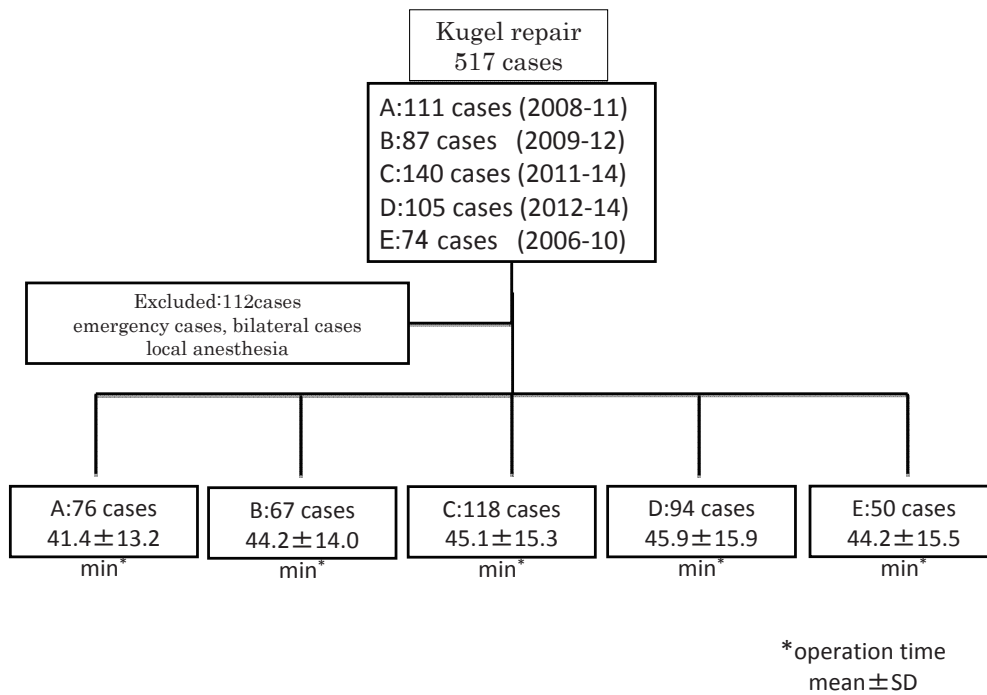 Kugel repair
517 cases
A:111 cases (2008-11)
B:87 cases (2009-12)
C:140 cases (2011-14)
D:105 cases (2012-14)
E:74 cases (2006-10)
Excluded:112cases
emergency cases, bilateral cases
local anesthesia
A:76 cases
41.4±13.2
min*
B:67 cases
44.2±14.0
min*
C:118 cases
45.1±15.3
min*
D:94 cases
45.9±15.9
min*
E:50 cases
44.2±15.5
min*
*operation time
mean±SD